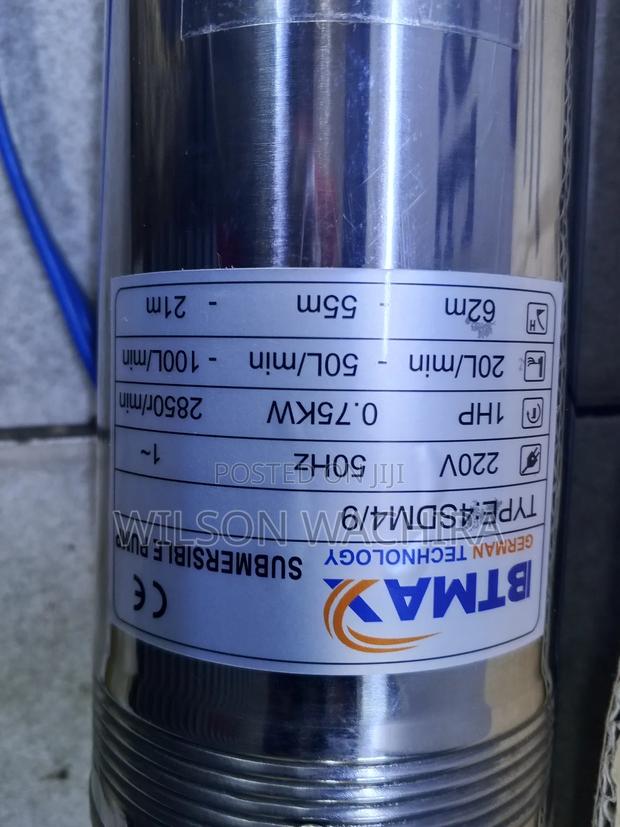 IBTMAX
GERMAN TECHNOLOGY
SUBMERSIBLE PUMP
CE
TYPE:4SDM4/9
220V 50HZ 1~
1HP 0.75KW 2850r/min
20L/min - 50L/min - 100L/min
H 62m - 55m - 21m
POSTED ON JIJI
WILSON WACHIRA